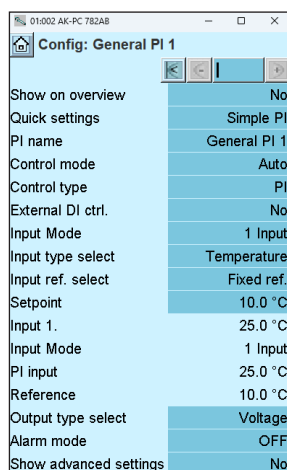 01:002 AK-PC 782AB
Config: General PI 1
Show on overview No
Quick settings Simple PI
PI name General PI 1
Control mode Auto
Control type PI
External DI ctrl. No
Input Mode 1 Input
Input type select Temperature
Input ref. select Fixed ref.
Setpoint 10.0 °C
Input 1. 25.0 °C
Input Mode 1 Input
PI input 25.0 °C
Reference 10.0 °C
Output type select Voltage
Alarm mode OFF
Show advanced settings No